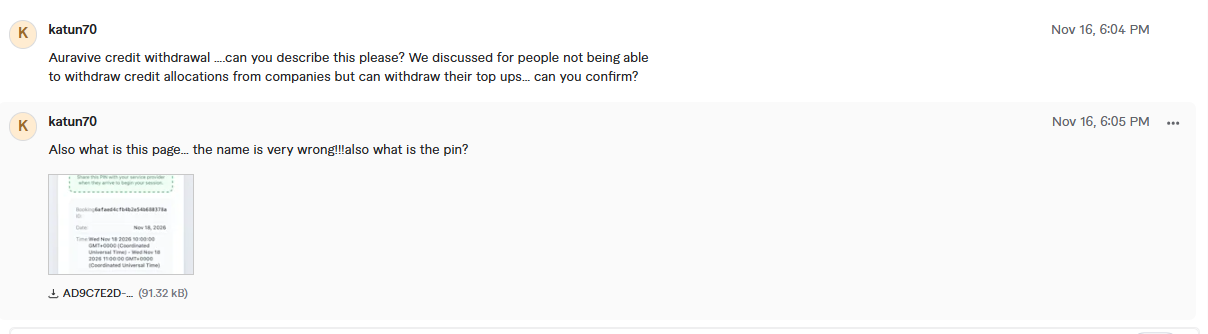 K
katun70
Nov 16, 6:04 PM
Auravive credit withdrawal ....can you describe this please? We discussed for people not being able
to withdraw credit allocations from companies but can withdraw their top ups... can you confirm?
K
katun70
Nov 16, 6:05 PM
Also what is this page... the name is very wrong!!!also what is the pin?
Share this PIN with your service provider
when they arrive to begin your session.
Booking
ID:
Date:
Nov 18, 2026
Time:
Wed Nov 18 2026 10:00:00
GMT+0000 (Coordinated
Universal Time) - Wed Nov 18
2026 11:00:00 GMT+0000
(Coordinated Universal Time)
AD9C7E2D-... (91.32 kB)